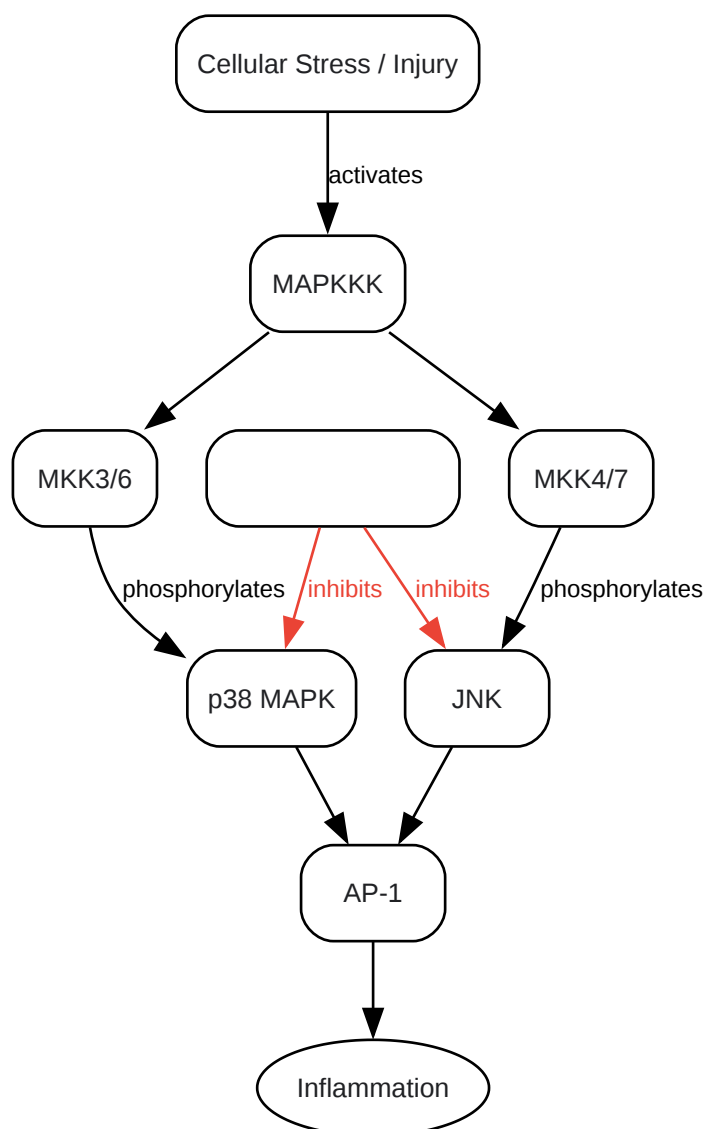 Cellular Stress / Injury
activates
MAPKKK
MKK3/6
MKK4/7
phosphorylates
inhibits
inhibits
phosphorylates
p38 MAPK
JNK
AP-1
Inflammation